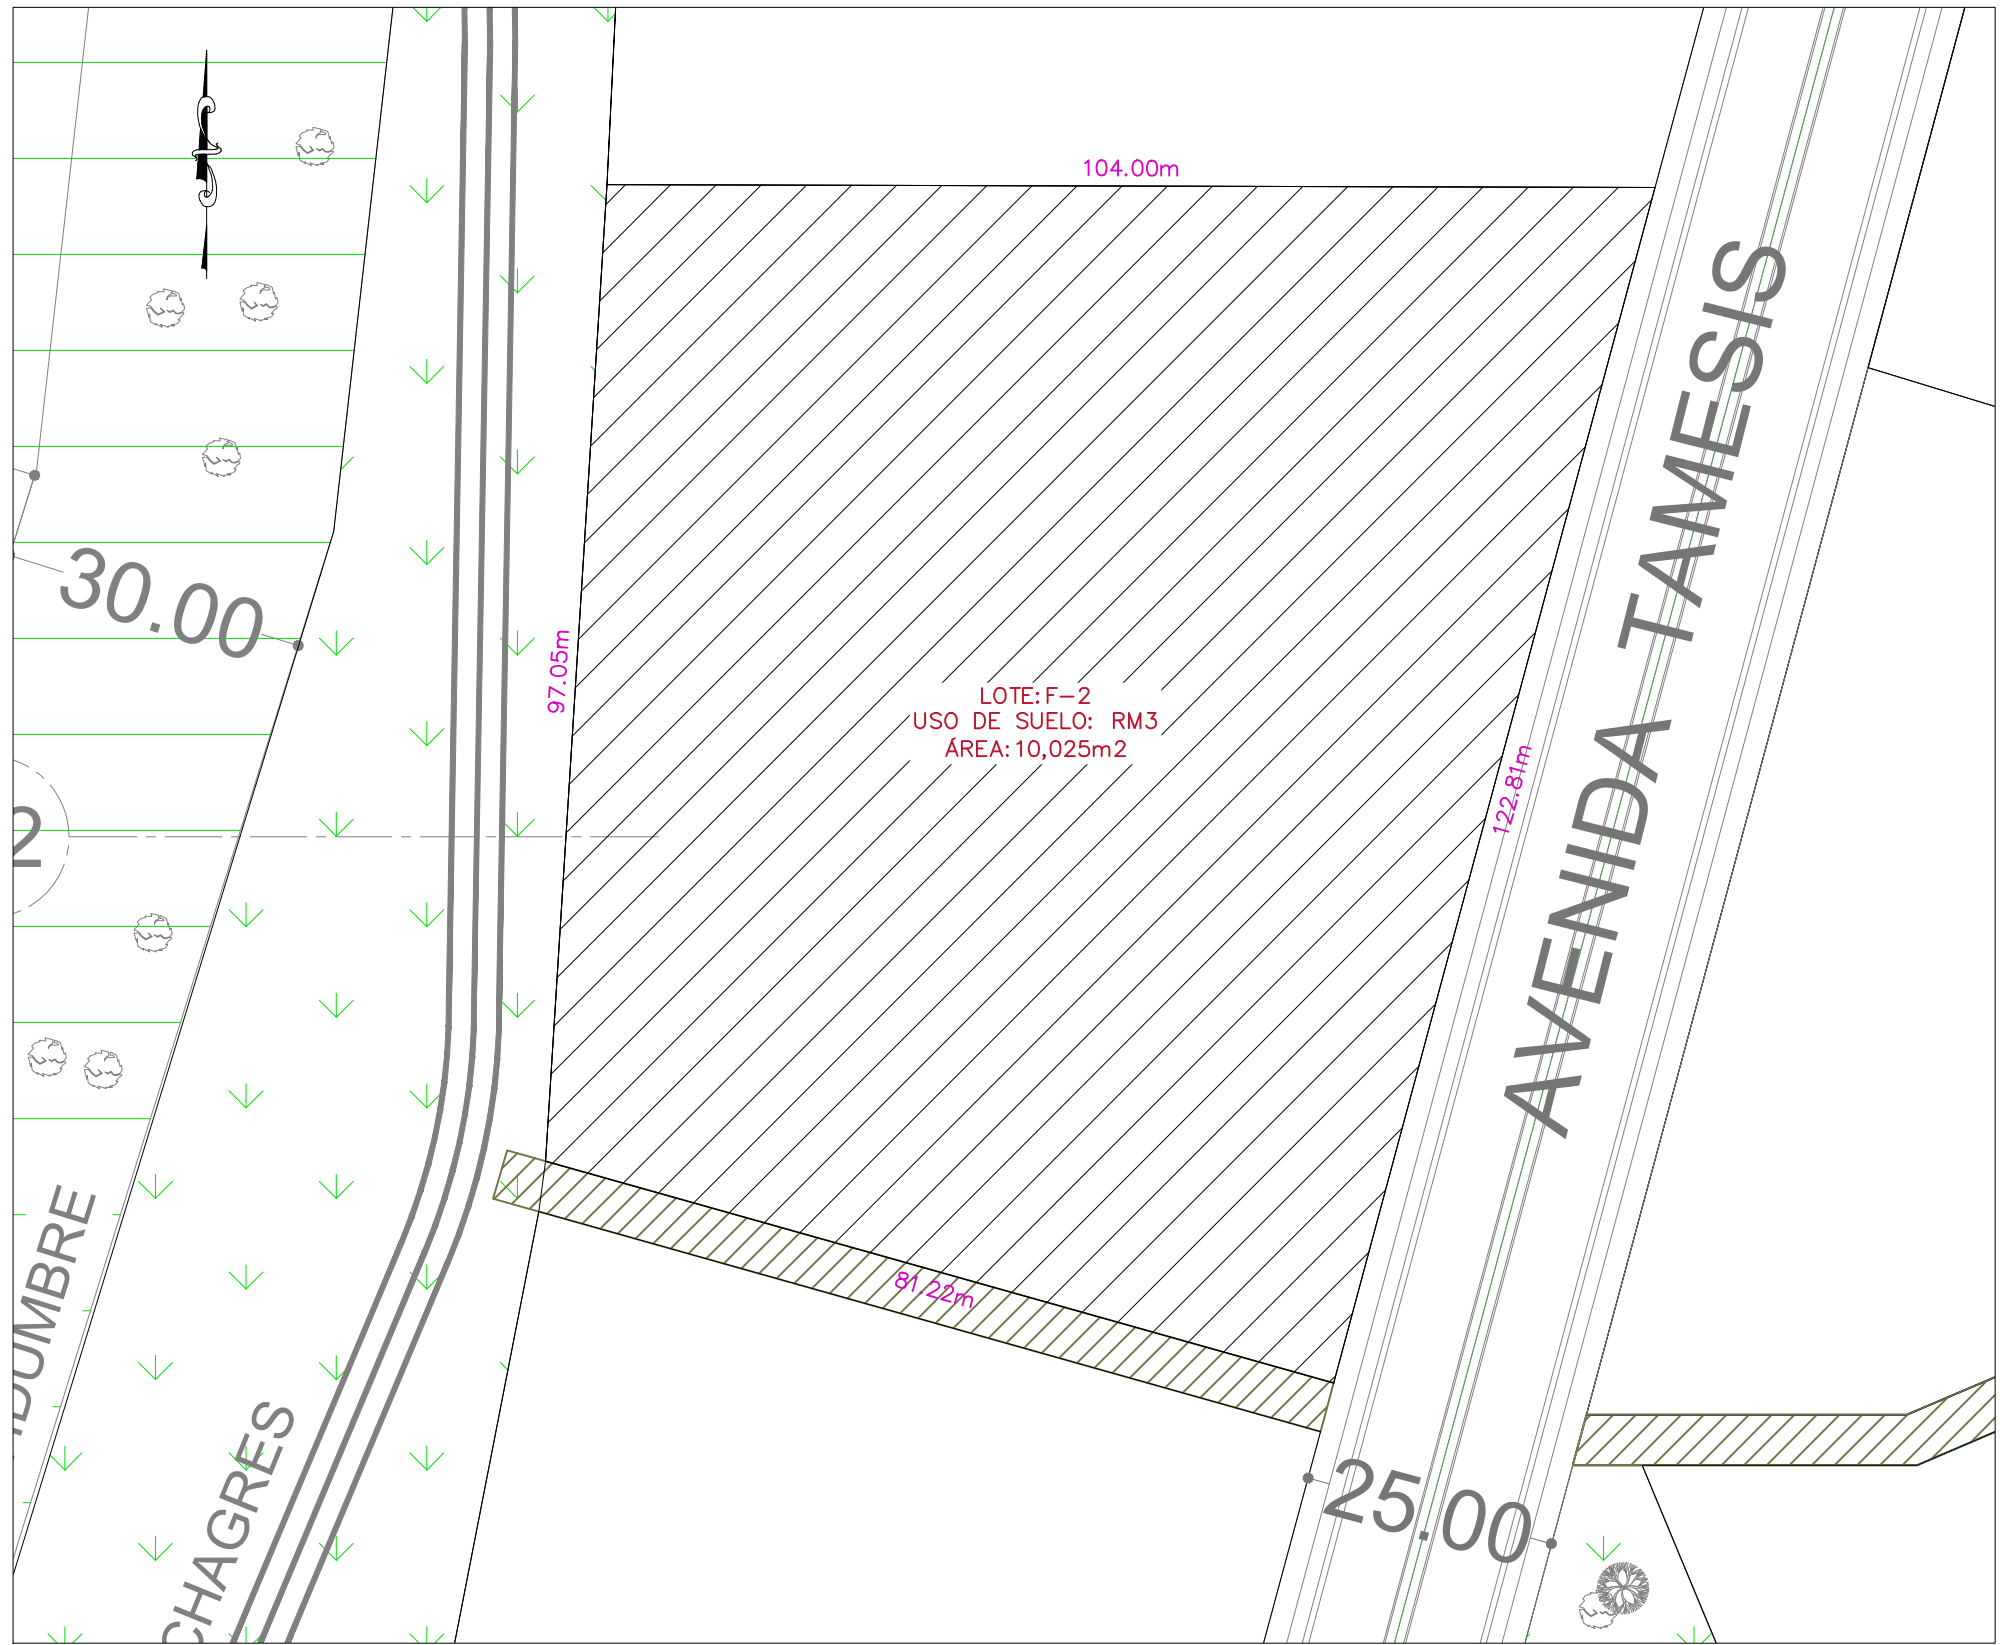 104.00m
AVENIDA TAMESIS
30.00
97.05m
LOTE: F-2
USO DE SUELO: RM3
ÁREA: 10,025m2
122.81m
81.22m
CHAGRES
25.00